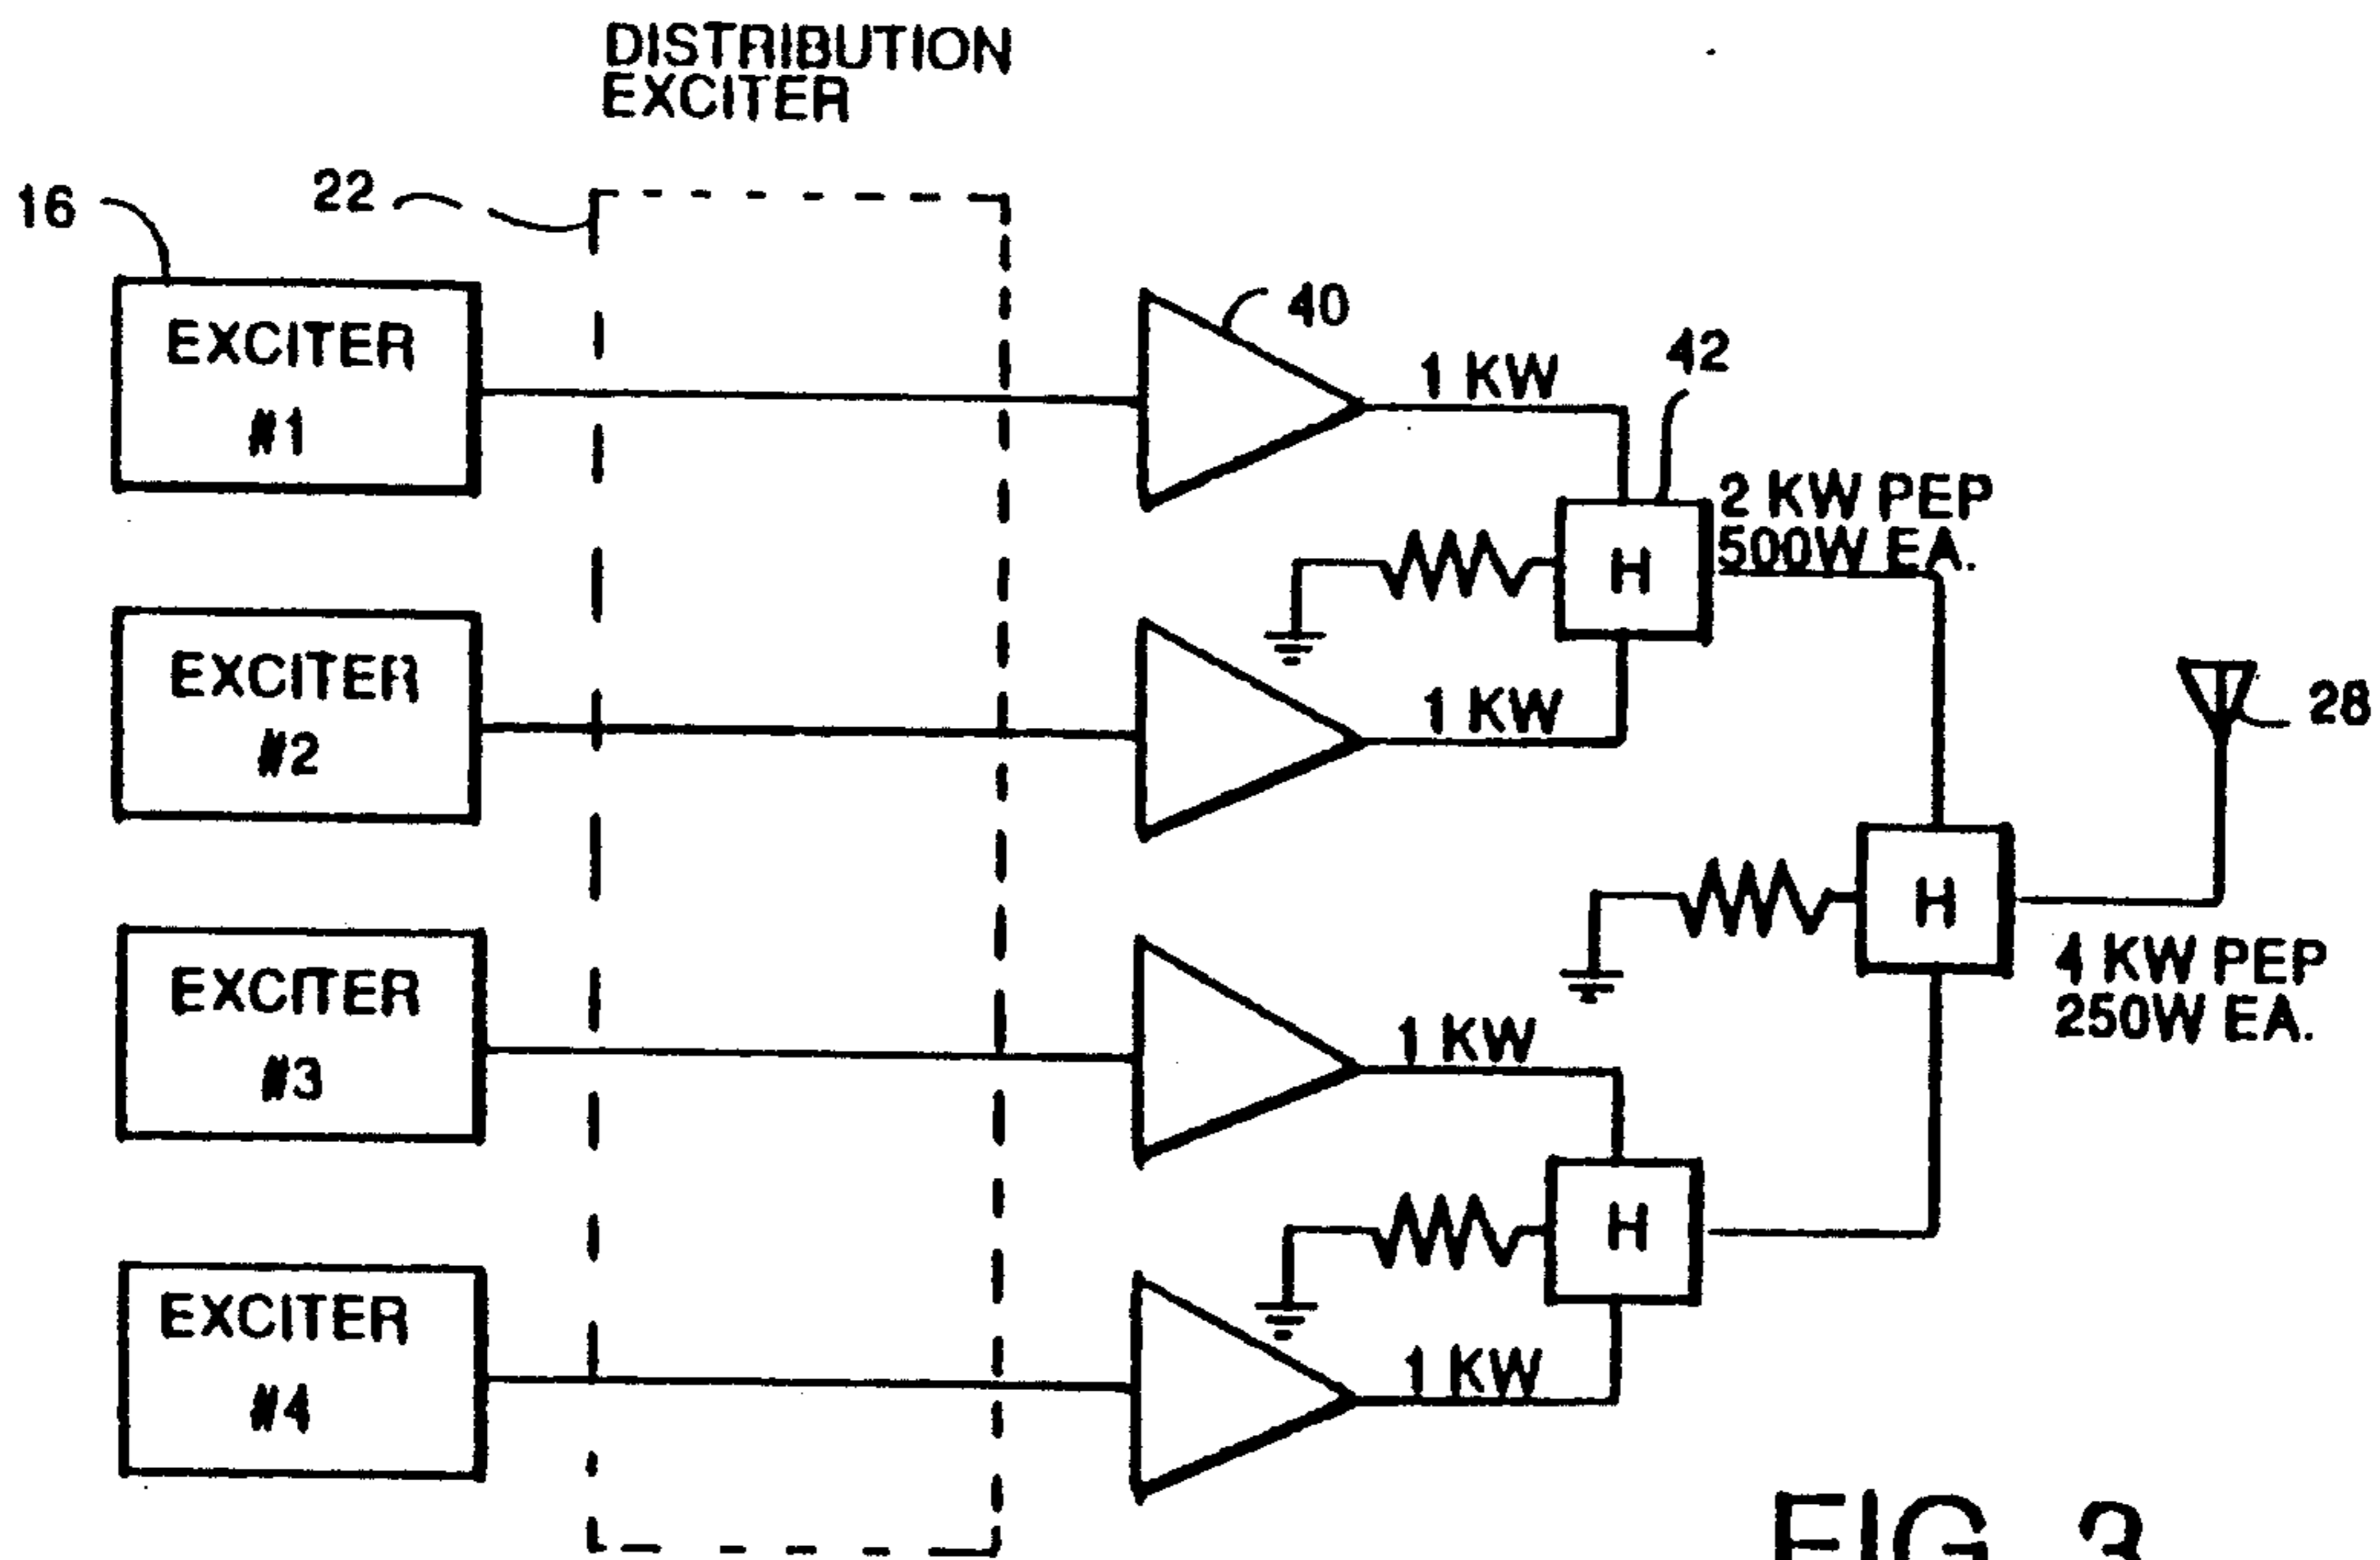 DISTRIBUTION
EXCITER
16
22
EXCITER
#1
40
1 KW
42
2 KW PEP
500W EA.
H
EXCITER
#2
1 KW
28
H
4 KW PEP
250W EA.
EXCITER
#3
1 KW
H
EXCITER
#4
1 KW
FIG. 3